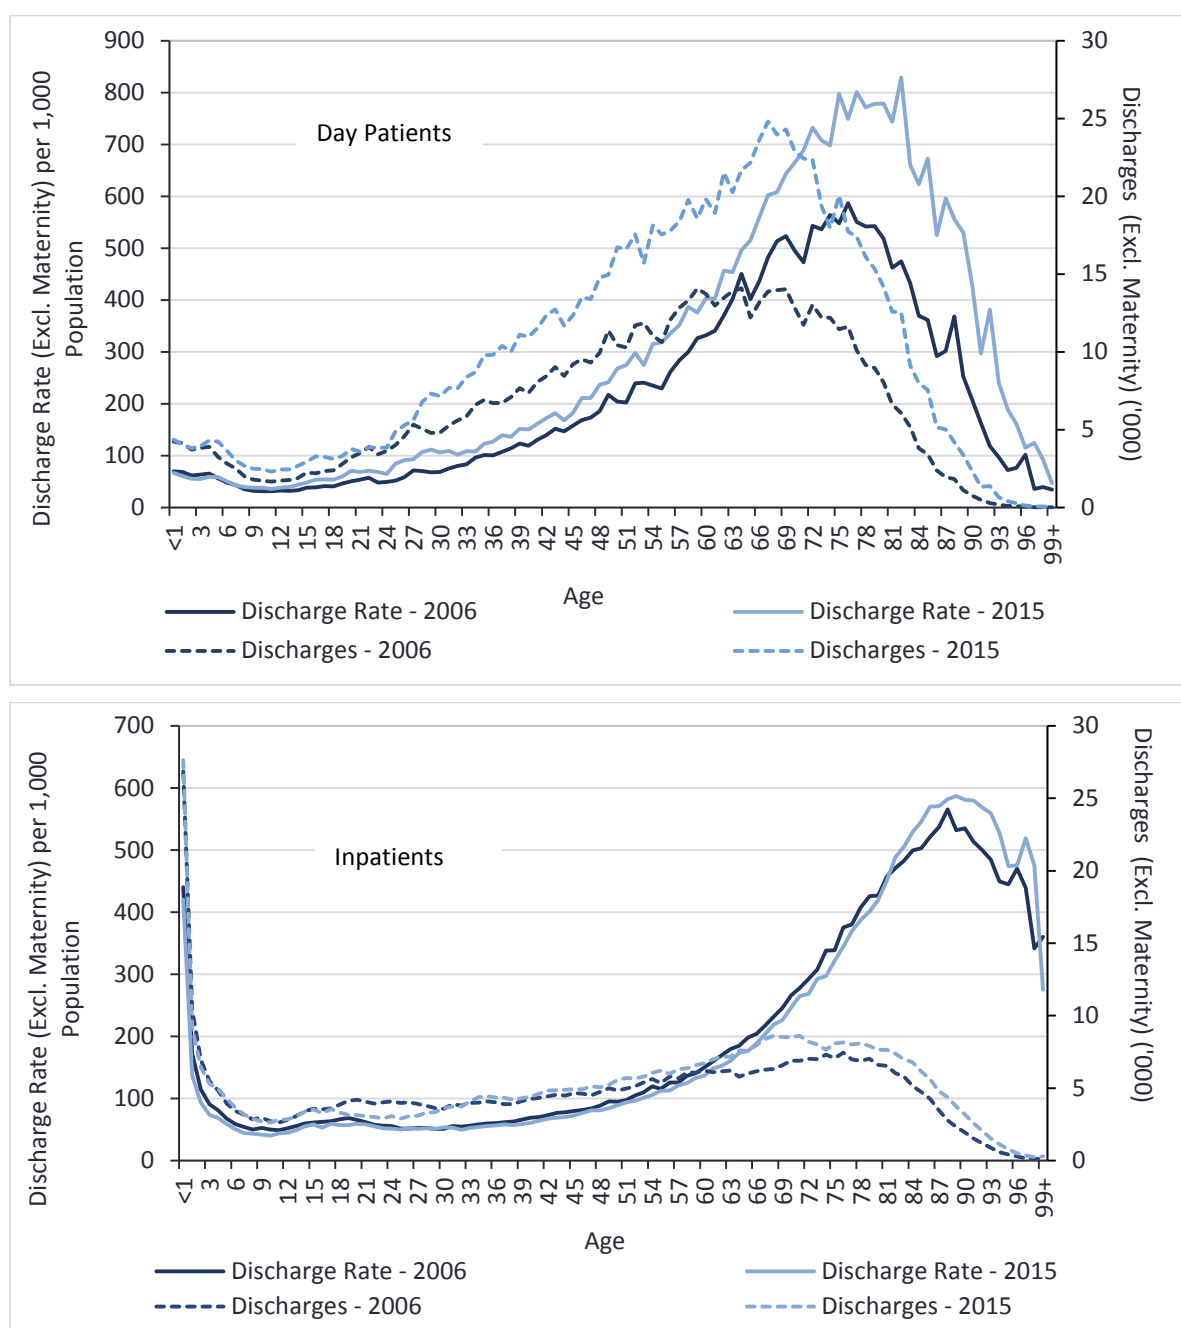 Discharge Rate (Excl. Maternity) per 1,000
Population
900
800
700
600
500
400
300
200
100
0
Day Patients
30
25
20
15
10
5
0
Discharges (Excl. Maternity) ('000)
<1 3 6 9 12 15 18 21 24 27 30 33 36 39 42 45 48 51 54 57 60 63 66 69 72 75 78 81 84 87 90 93 96 99+
Age
Discharge Rate - 2006
Discharge Rate - 2015
Discharges - 2006
Discharges - 2015
Discharge Rate (Excl. Maternity) per 1,000
Population
700
600
500
400
300
200
100
0
Inpatients
30
25
20
15
10
5
0
Discharges (Excl. Maternity) ('000)
<1 3 6 9 12 15 18 21 24 27 30 33 36 39 42 45 48 51 54 57 60 63 66 69 72 75 78 81 84 87 90 93 96 99+
Age
Discharge Rate - 2006
Discharge Rate - 2015
Discharges - 2006
Discharges - 2015